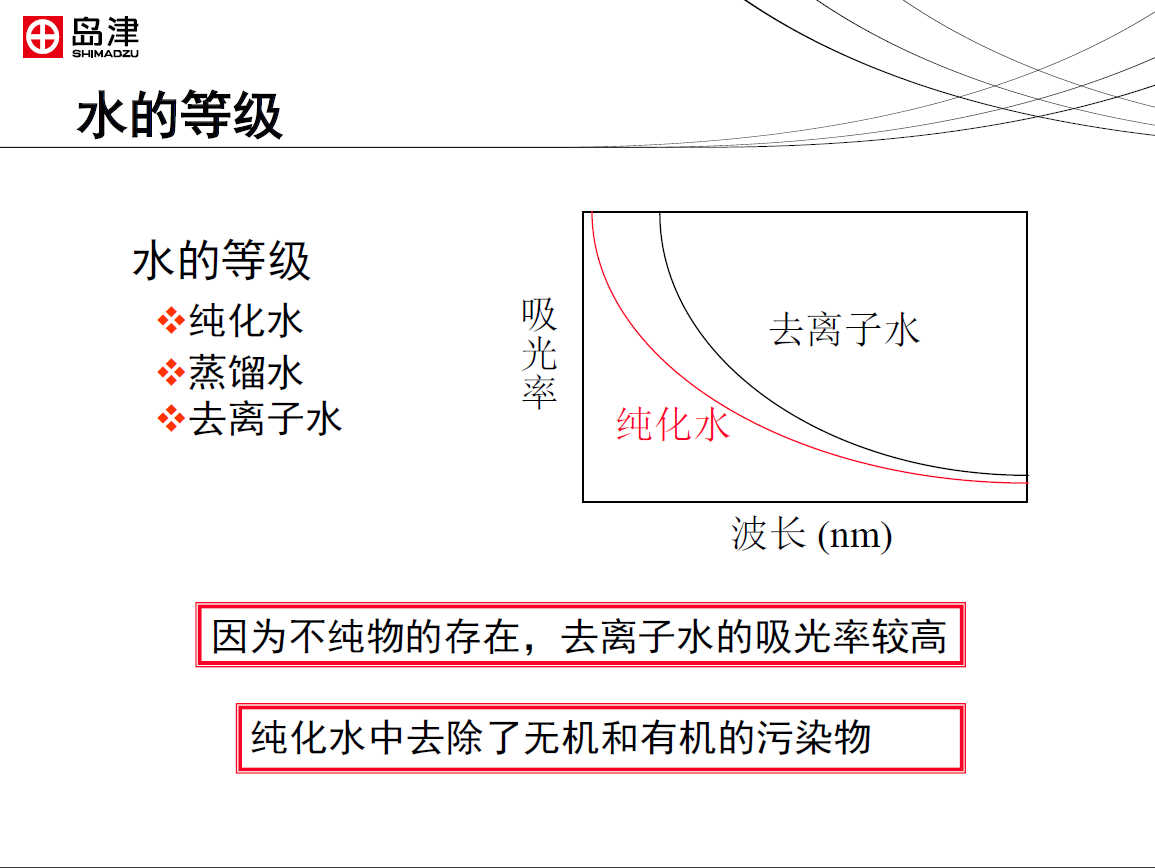 岛津
SHIMADZU
水的等级
水的等级
❖纯化水
❖蒸馏水
❖去离子水
吸光率
去离子水
纯化水
波长 (nm)
因为不纯物的存在，去离子水的吸光率较高
纯化水中去除了无机和有机的污染物